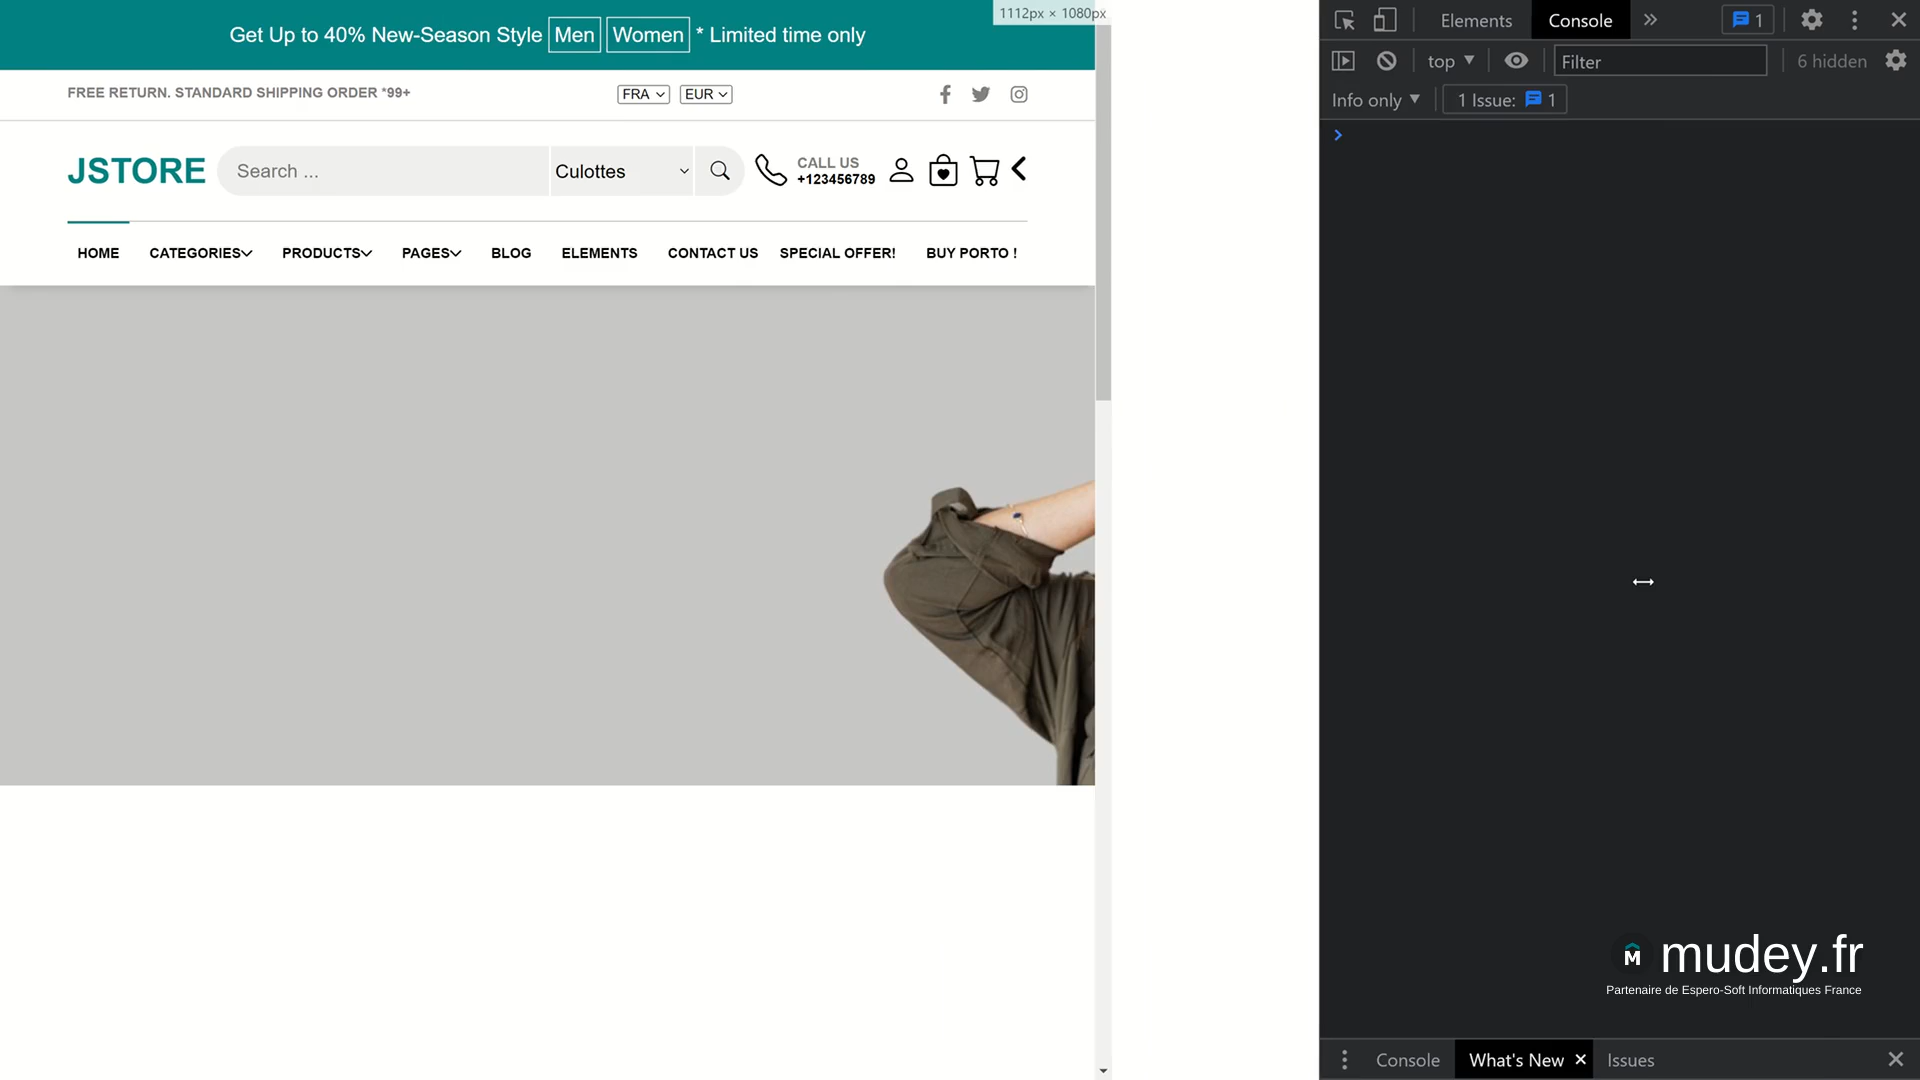 Get Up to 40% New-Season Style Men Women * Limited time only
1112px × 1080px
FREE RETURN. STANDARD SHIPPING ORDER *99+
FRA
EUR
JSTORE
Search ...
Culottes
CALL US
+123456789
HOME
CATEGORIES
PRODUCTS
PAGES
BLOG
ELEMENTS
CONTACT US
SPECIAL OFFER!
BUY PORTO !
Elements
Console
1
top
Filter
6 hidden
Info only
1 Issue: 1
M mudey.fr
Partenaire de Espero-Soft Informatiques France
Console
What's New
Issues